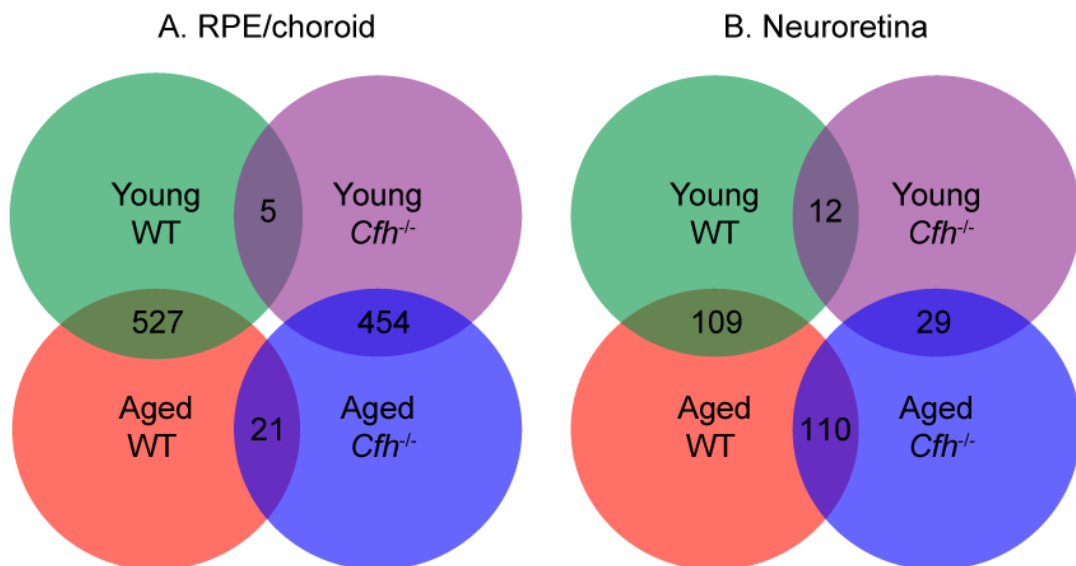 A. RPE/choroid
Young
WT
5
Young
Cfh-/-
527
454
Aged
WT
21
Aged
Cfh-/-
B. Neuroretina
Young
WT
12
Young
Cfh-/-
109
29
Aged
WT
110
Aged
Cfh-/-